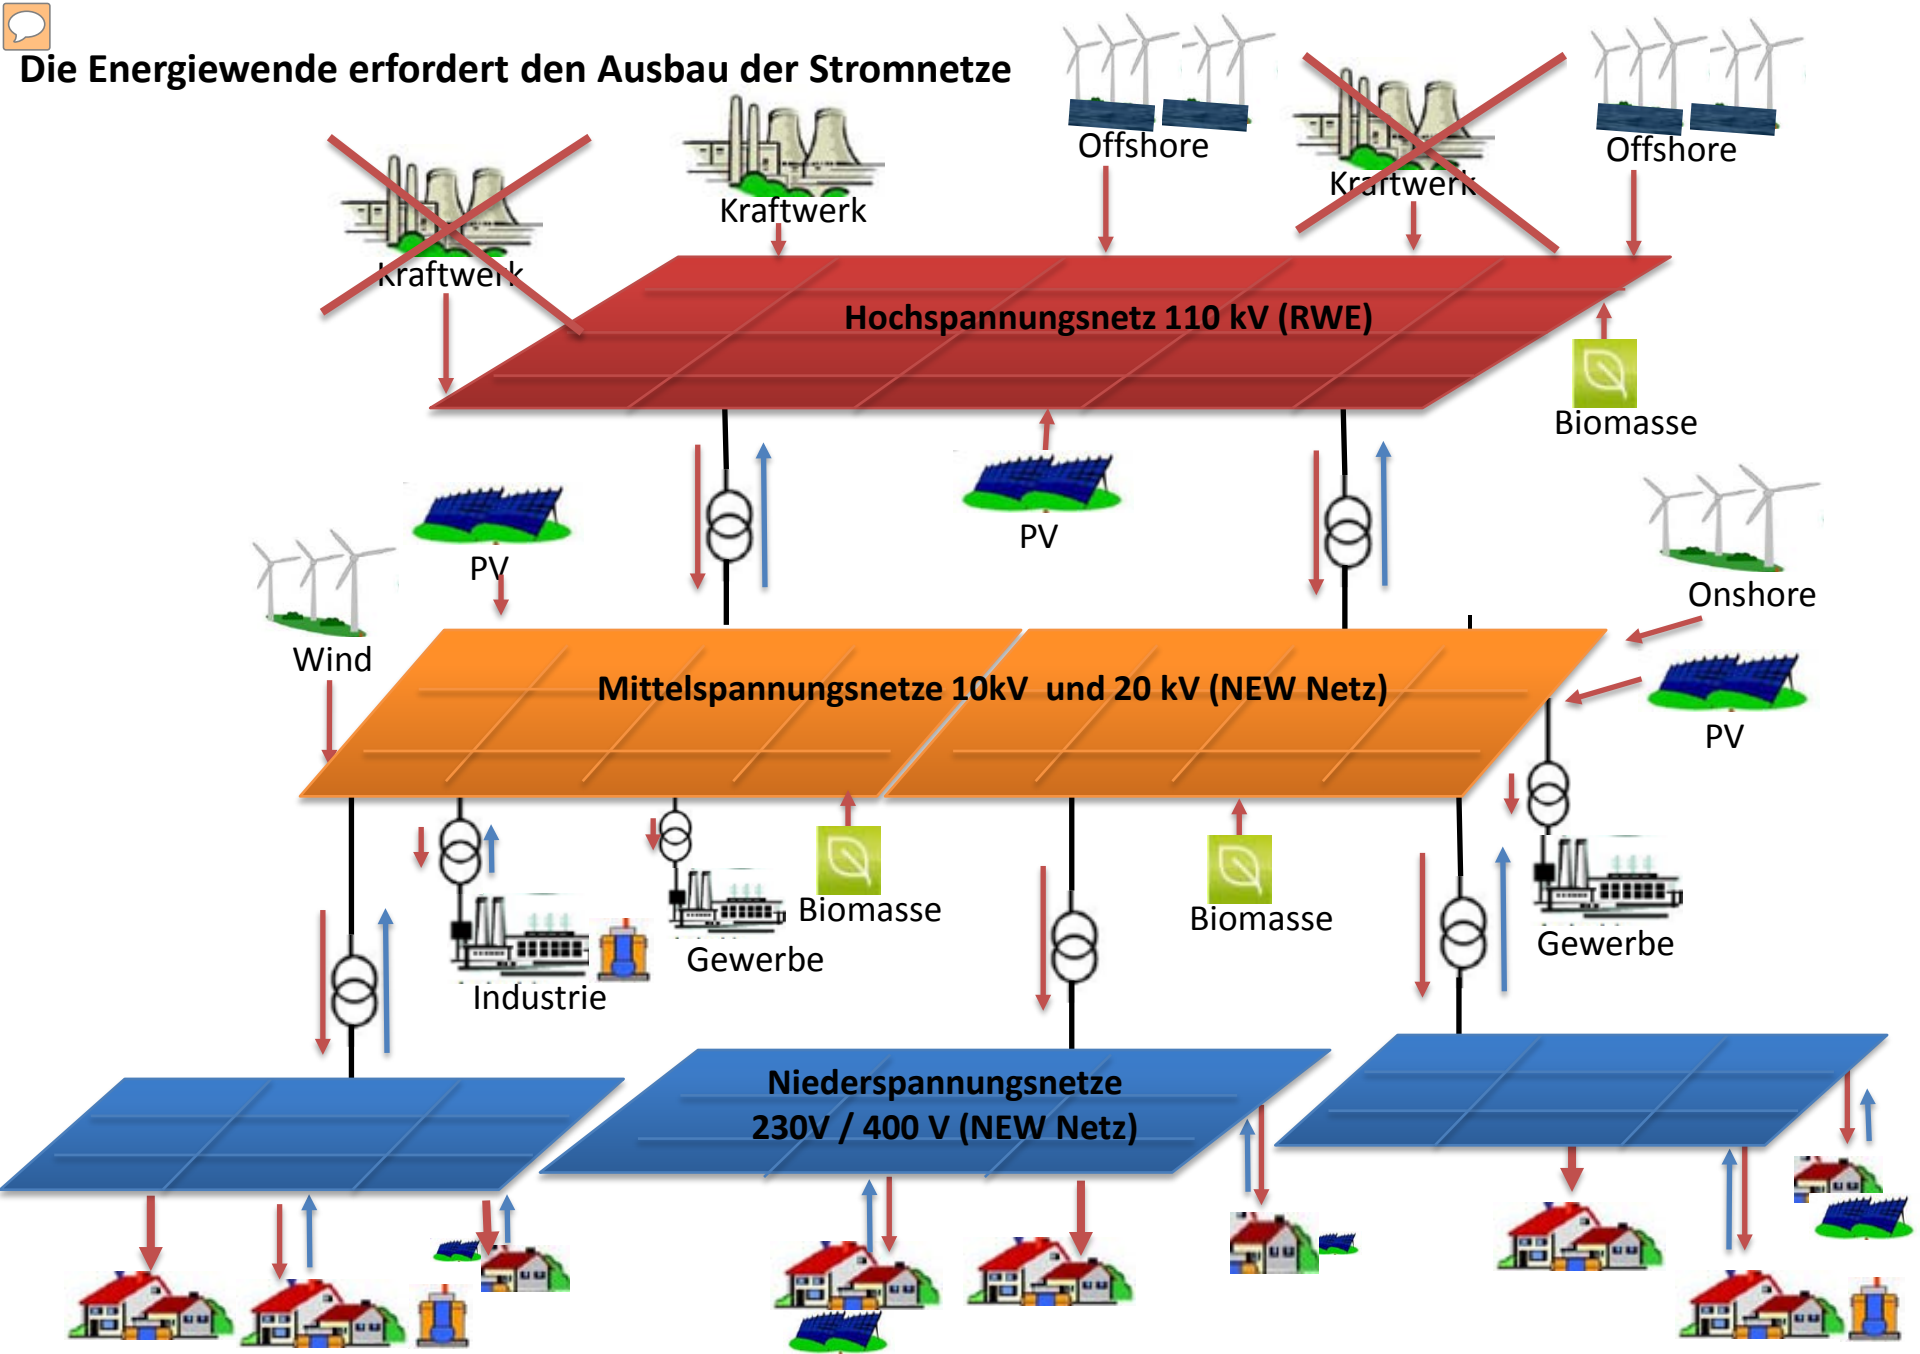 Die Energiewende erfordert den Ausbau der Stromnetze
Offshore
Kraftwerk
Offshore
Kraftwerk
Kraftwerk
Hochspannungsnetz 110 kV (RWE)
Biomasse
PV
PV
Onshore
Wind
Mittelspannungsnetze 10kV  und 20 kV (NEW Netz)
PV
Biomasse
Biomasse
Gewerbe
Gewerbe
Industrie
Niederspannungsnetze
230V / 400 V (NEW Netz)